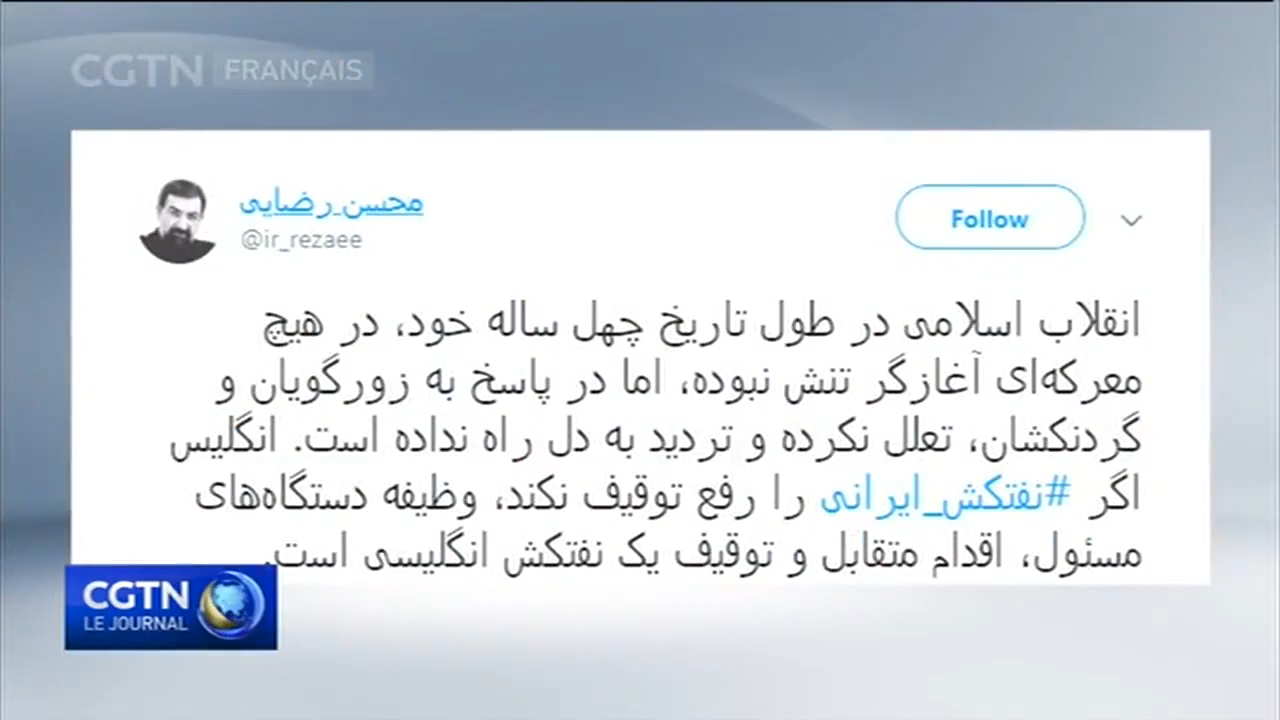 CGTN FRANÇAIS
محسن_رضایی
@ir_rezaee
Follow
انقلاب اسلامی در طول تاریخ چهل ساله خود، در هیچ
معرکه‌ای آغازگر تنش نبوده، اما در پاسخ به زورگویان و
گردنکشان، تعلل نکرده و تردید به دل راه نداده است. انگلیس
اگر #نفتکش_ایرانی را رفع توقیف نکند، وظیفه دستگاه‌های
مسئول، اقدام متقابل و توقیف یک نفتکش انگلیسی است.
CGTN
LE JOURNAL